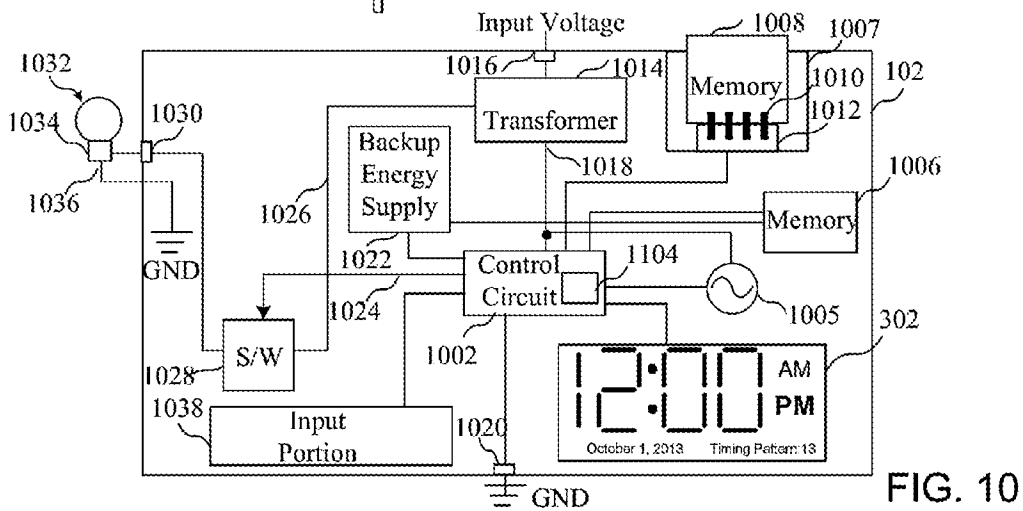 Input Voltage
1008
1007
1032
1016
1014
1010
102
Memory
1034
1030
Transformer
1012
Backup
Energy
Supply
1018
1006
1036
1026
Memory
1022
Control
Circuit
1104
GND
1024
1005
302
S/W
1002
1028
12:00
AM
PM
1038
Input
Portion
1020
October 1, 2013
Timing Pattern:13
GND
FIG. 10